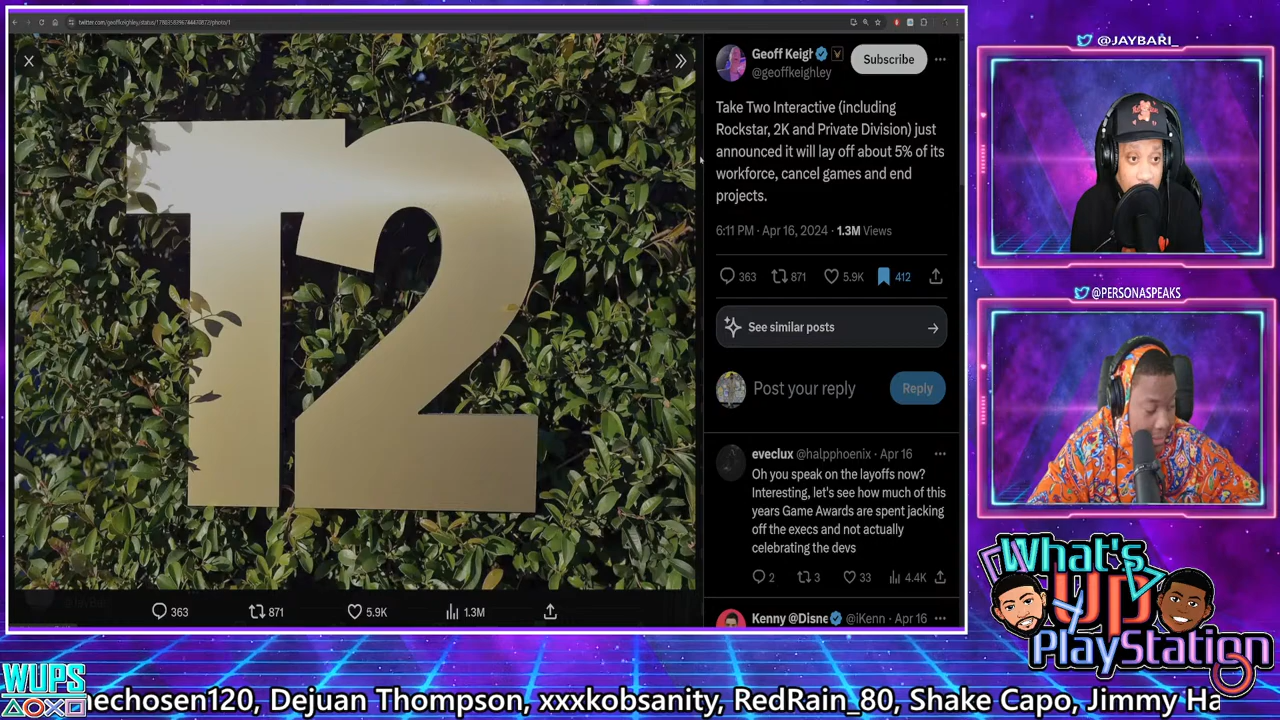 @JAYBARI_
Geoff Keigh
@geoffkeighley
Subscribe
Take Two Interactive (including
Rockstar, 2K and Private Division) just
announced it will lay off about 5% of its
workforce, cancel games and end
projects.
6:11 PM · Apr 16, 2024 · 1.3M Views
363 871 5.9K 412
See similar posts
Post your reply
Reply
eveclux @halpphoenix · Apr 16
Oh you speak on the layoffs now?
Interesting, let's see how much of this
years Game Awards are spent jacking
off the execs and not actually
celebrating the devs
2 3 33 4.4K
Kenny @Disne @iKenn · Apr 16
T2
363 871 5.9K 1.3M
@PERSONASPEAKS
What's
UP
PlayStation
WUPS
nechosen120, Dejuan Thompson, xxxkobsanity, RedRain_80, Shake Capo, Jimmy Ha